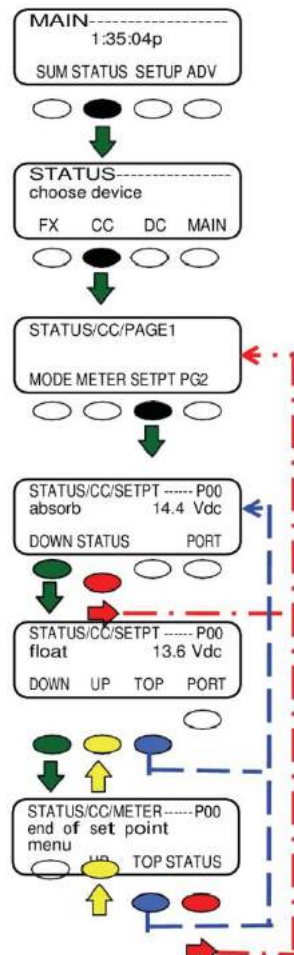 MAIN-----------------
1:35:04p
SUM STATUS SETUP ADV
STATUS----------------
choose device
FX CC DC MAIN
STATUS/CC/PAGE1
MODE METER SETPT PG2
STATUS/CC/SETPT ------ P00
absorb 14.4 Vdc
DOWN STATUS PORT
STATUS/CC/SETPT ----- P00
float 13.6 Vdc
DOWN UP TOP PORT
STATUS/CC/METER ------P00
end of set point
menu
UP TOP STATUS